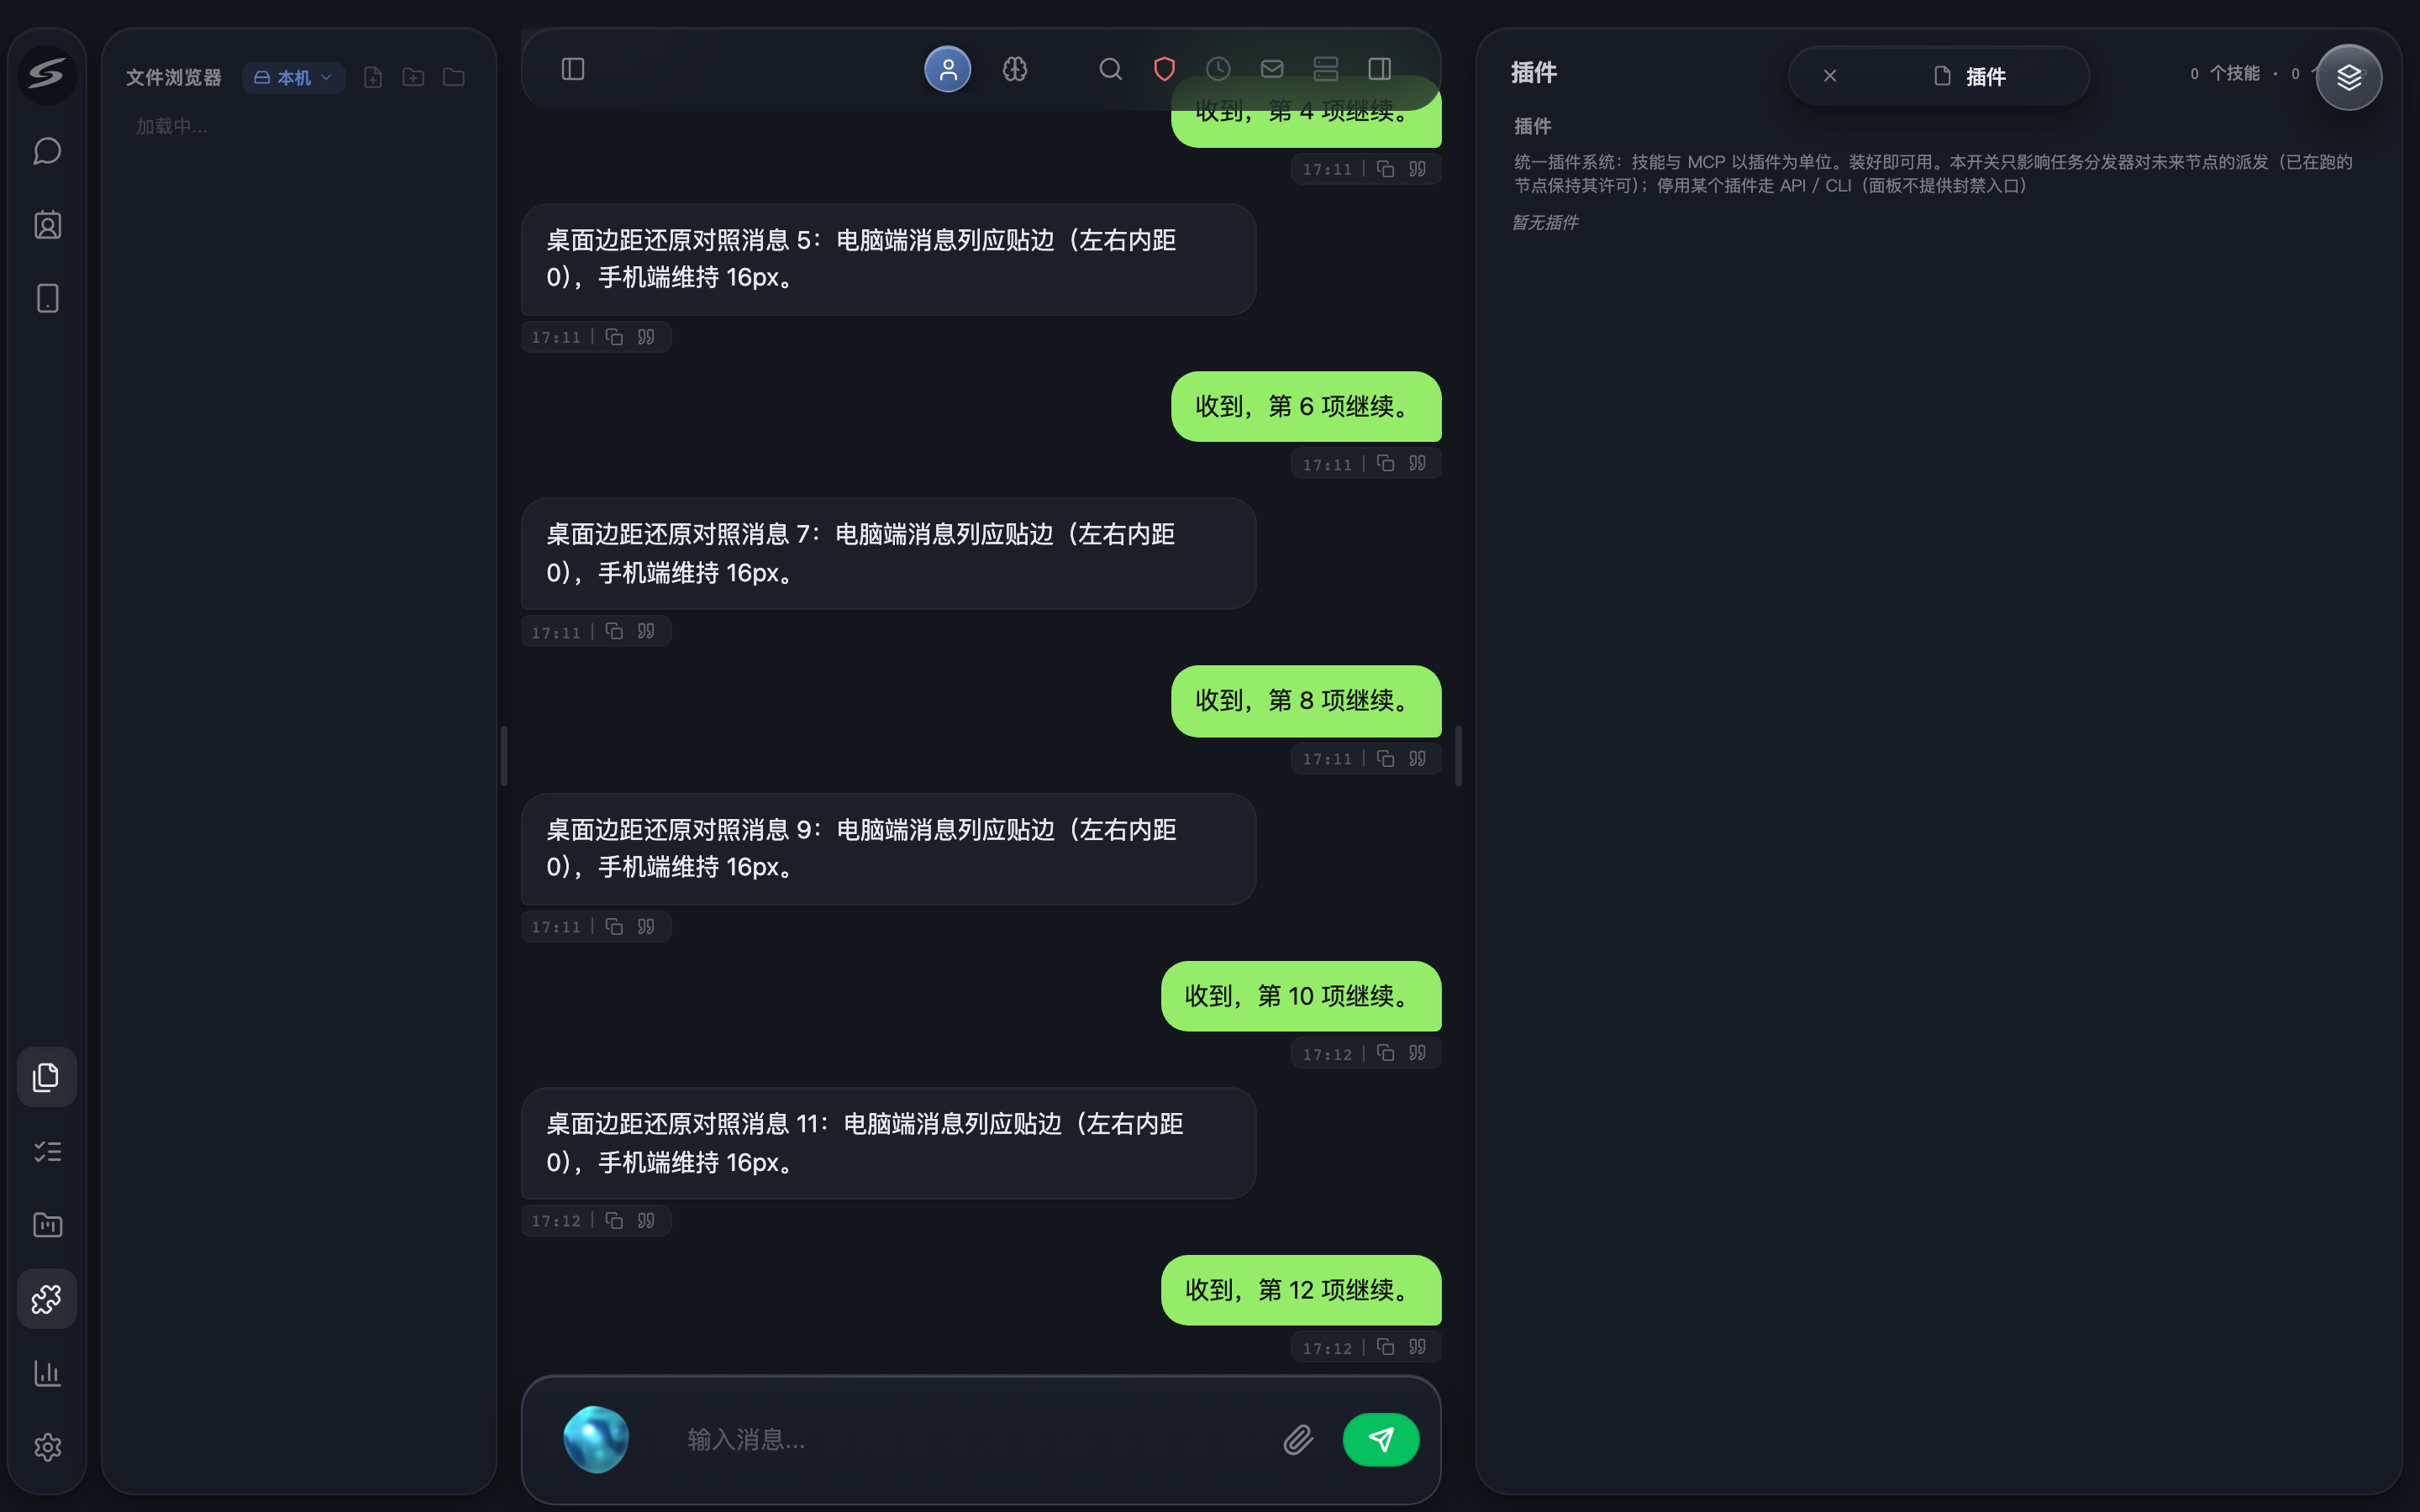 文件浏览器
本机
加载中...
收到，第 4 项继续。
17:11
桌面边距还原对照消息 5：电脑端消息列应贴边（左右内距
0），手机端维持 16px。
17:11
收到，第 6 项继续。
17:11
桌面边距还原对照消息 7：电脑端消息列应贴边（左右内距
0），手机端维持 16px。
17:11
收到，第 8 项继续。
17:11
桌面边距还原对照消息 9：电脑端消息列应贴边（左右内距
0），手机端维持 16px。
17:11
收到，第 10 项继续。
17:12
桌面边距还原对照消息 11：电脑端消息列应贴边（左右内距
0），手机端维持 16px。
17:12
收到，第 12 项继续。
17:12
输入消息...
插件
插件
0 个技能 · 0
插件
统一插件系统：技能与 MCP 以插件为单位。装好即可用。本开关只影响任务分发器对未来节点的派发（已在跑的
节点保持其许可）；停用某个插件走 API / CLI（面板不提供封禁入口）
暂无插件